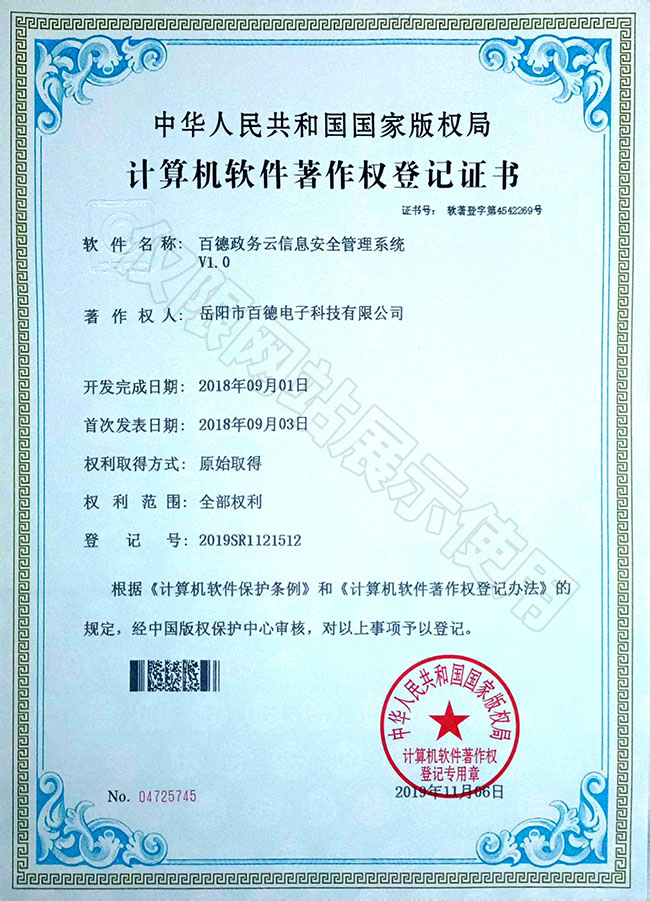 中华人民共和国国家版权局
计算机软件著作权登记证书
证书号： 软著登字第4542269号
软件名称： 百德政务云信息安全管理系统
V1.0
著作权人： 岳阳市百德电子科技有限公司
开发完成日期： 2018年09月01日
首次发表日期： 2018年09月03日
权利取得方式： 原始取得
权利范围： 全部权利
登记号： 2019SR1121512
根据《计算机软件保护条例》和《计算机软件著作权登记办法》的
规定，经中国版权保护中心审核，对以上事项予以登记。
中华人民共和国国家版权局
计算机软件著作权
登记专用章
No. 04725745
2019年11月06日
仅限网站展示使用